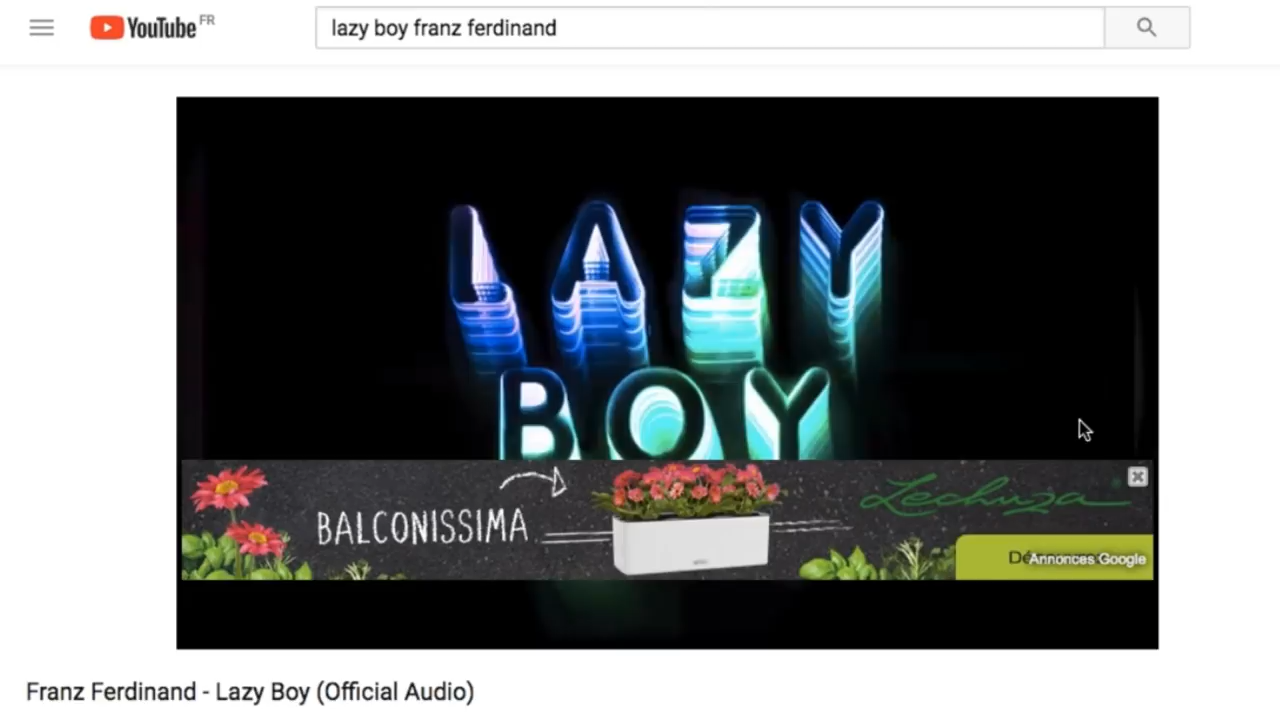 YouTube FR
lazy boy franz ferdinand
LAZY
BOY
BALCONISSIMA
Lechuza
Annonces Google
Franz Ferdinand - Lazy Boy (Official Audio)